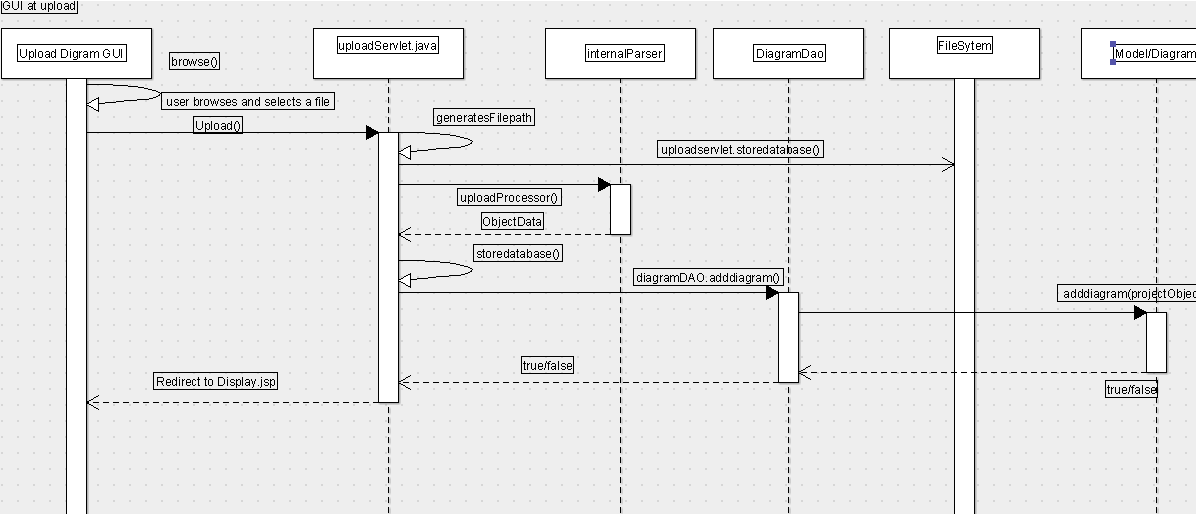 GUI at upload
Upload Digram GUI
uploadServlet.java
internalParser
DiagramDao
FileSytem
Model/Diagram
browse()
user browses and selects a file
Upload()
generatesFilepath
uploadservlet.storedatabase()
uploadProcessor()
ObjectData
storedatabase()
diagramDAO.adddiagram()
adddiagram(projectObjec
true/false
Redirect to Display.jsp
true/false